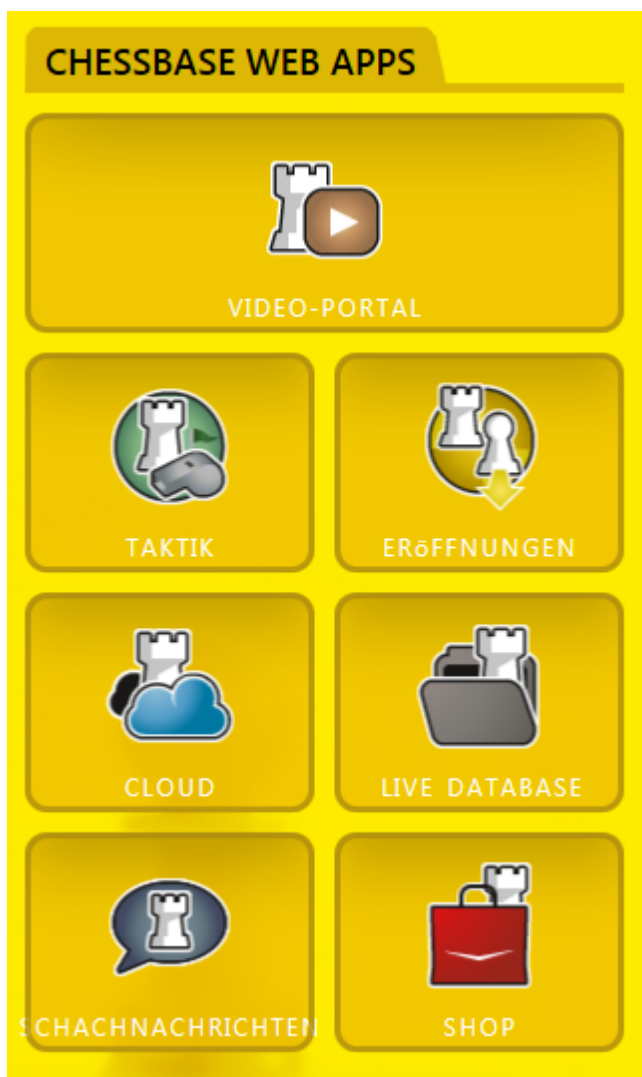 CHESSBASE WEB APPS
VIDEO-PORTAL
TAKTIK
ERöFFNUNGEN
CLOUD
LIVE DATABASE
SCHACHNACHRICHTEN
SHOP